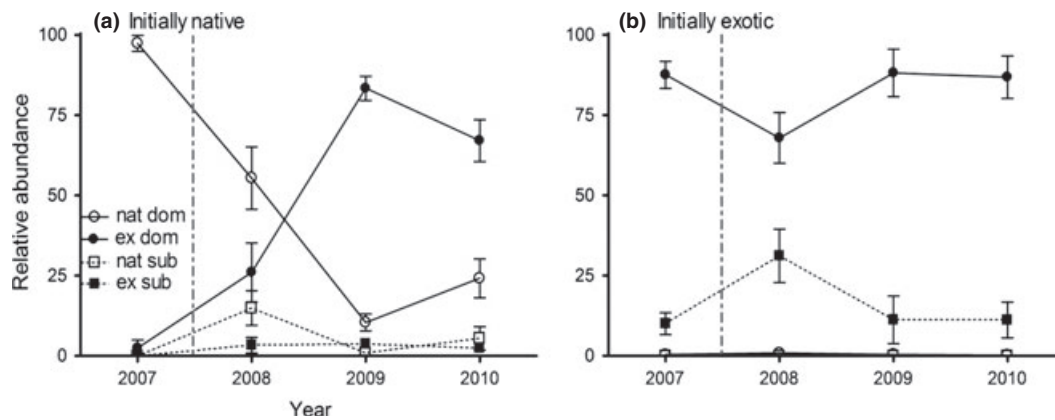 (a) Initially native
100
75
50
25
0
Relative abundance
nat dom
ex dom
nat sub
ex sub
2007 2008 2009 2010
Year
(b) Initially exotic
100
75
50
25
0
2007 2008 2009 2010